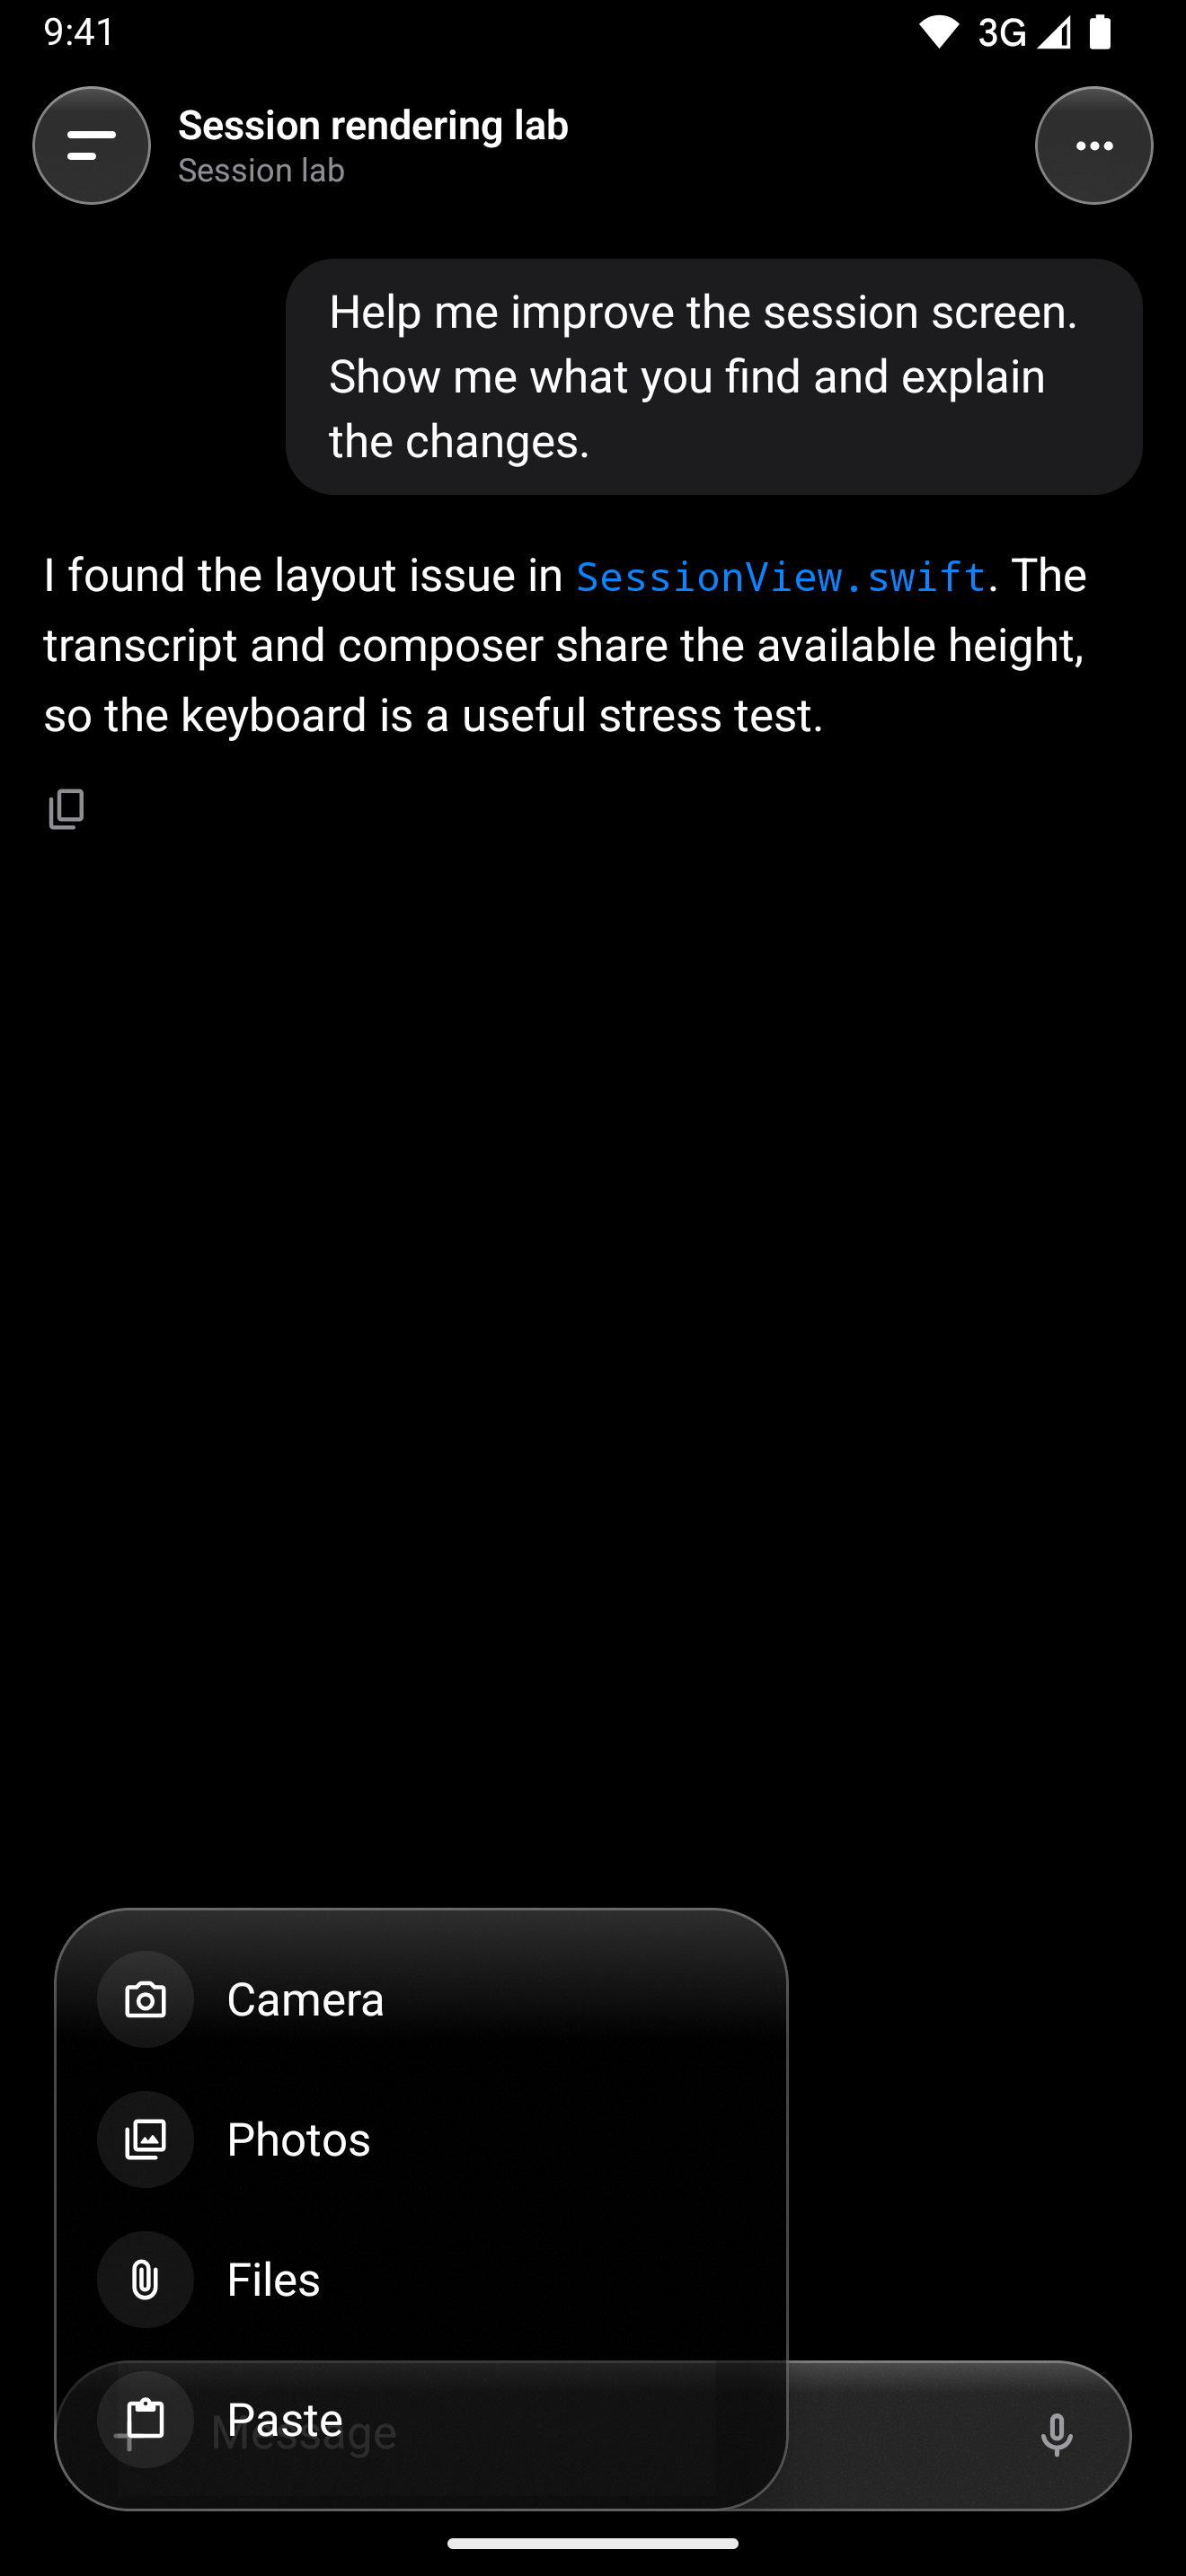 9:41
3G
Session rendering lab
Session lab
Help me improve the session screen.
Show me what you find and explain
the changes.
I found the layout issue in SessionView.swift. The
transcript and composer share the available height,
so the keyboard is a useful stress test.
Camera
Photos
Files
Paste
Message